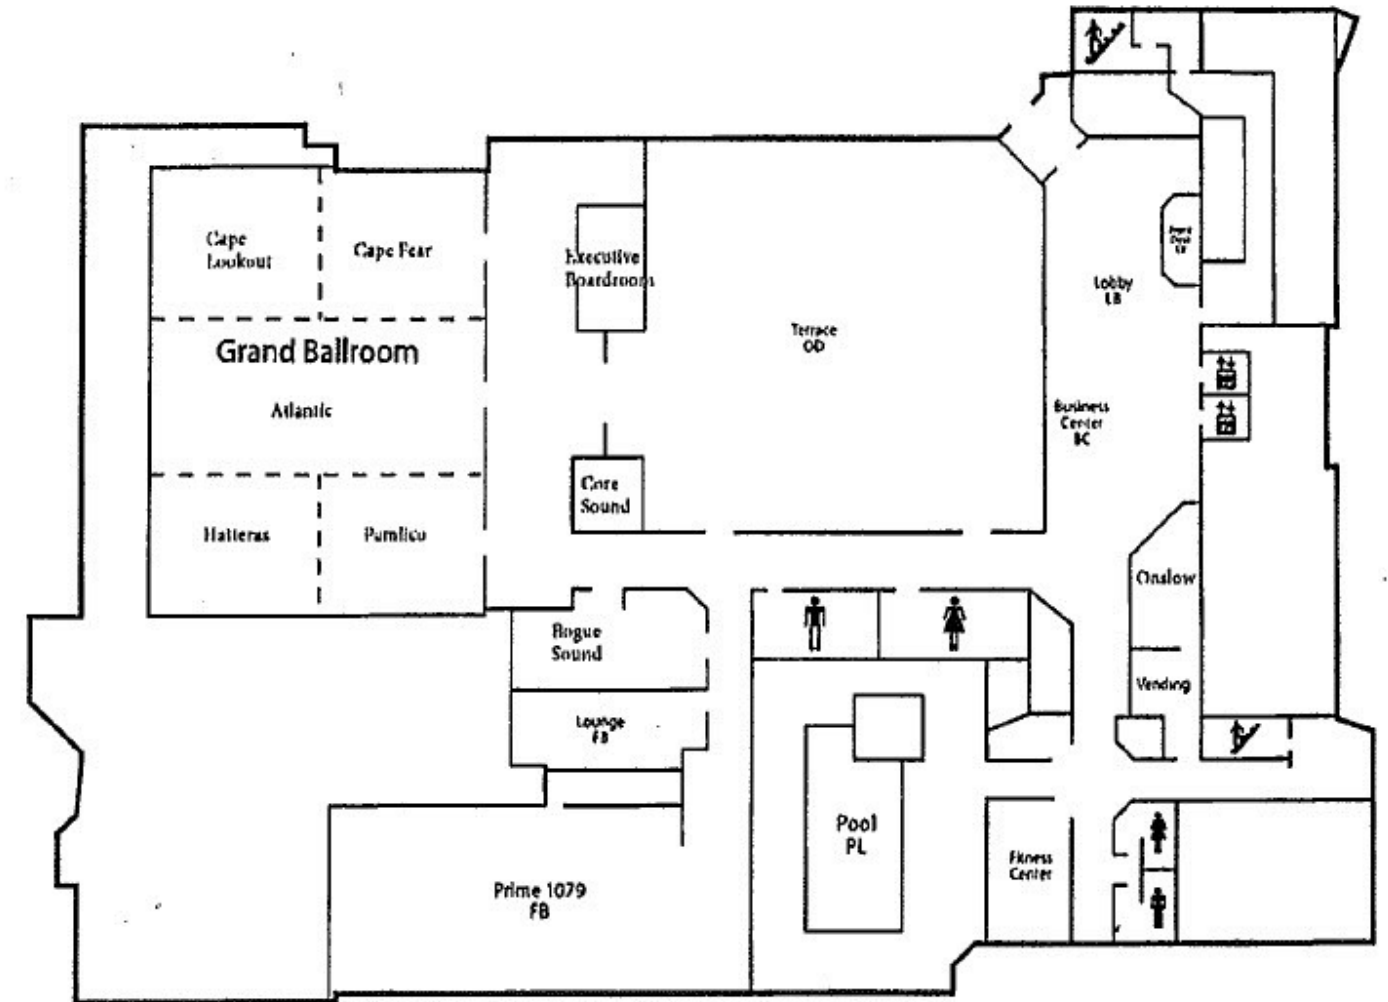 Cape
Lookout
Cape Fear
Grand Ballroom
Atlantic
Hatteras
Pamlico
Executive
Boardroom
Core
Sound
Terrace
OD
Lobby
LB
Business
Center
BC
Onslow
Vending
Bogue
Sound
Lounge
FB
Pool
PL
Prime 1079
FB
Fitness
Center